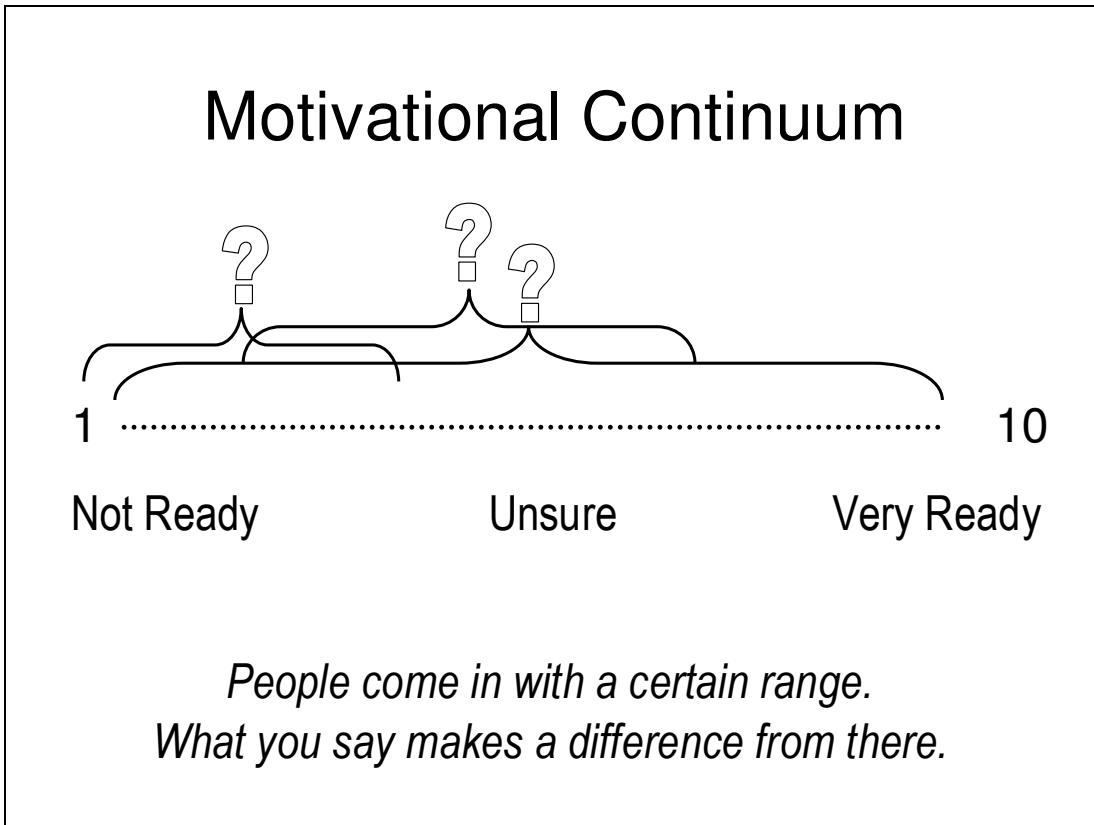 Motivational Continuum
?
?
?
1 10
Not Ready Unsure Very Ready
People come in with a certain range.
What you say makes a difference from there.